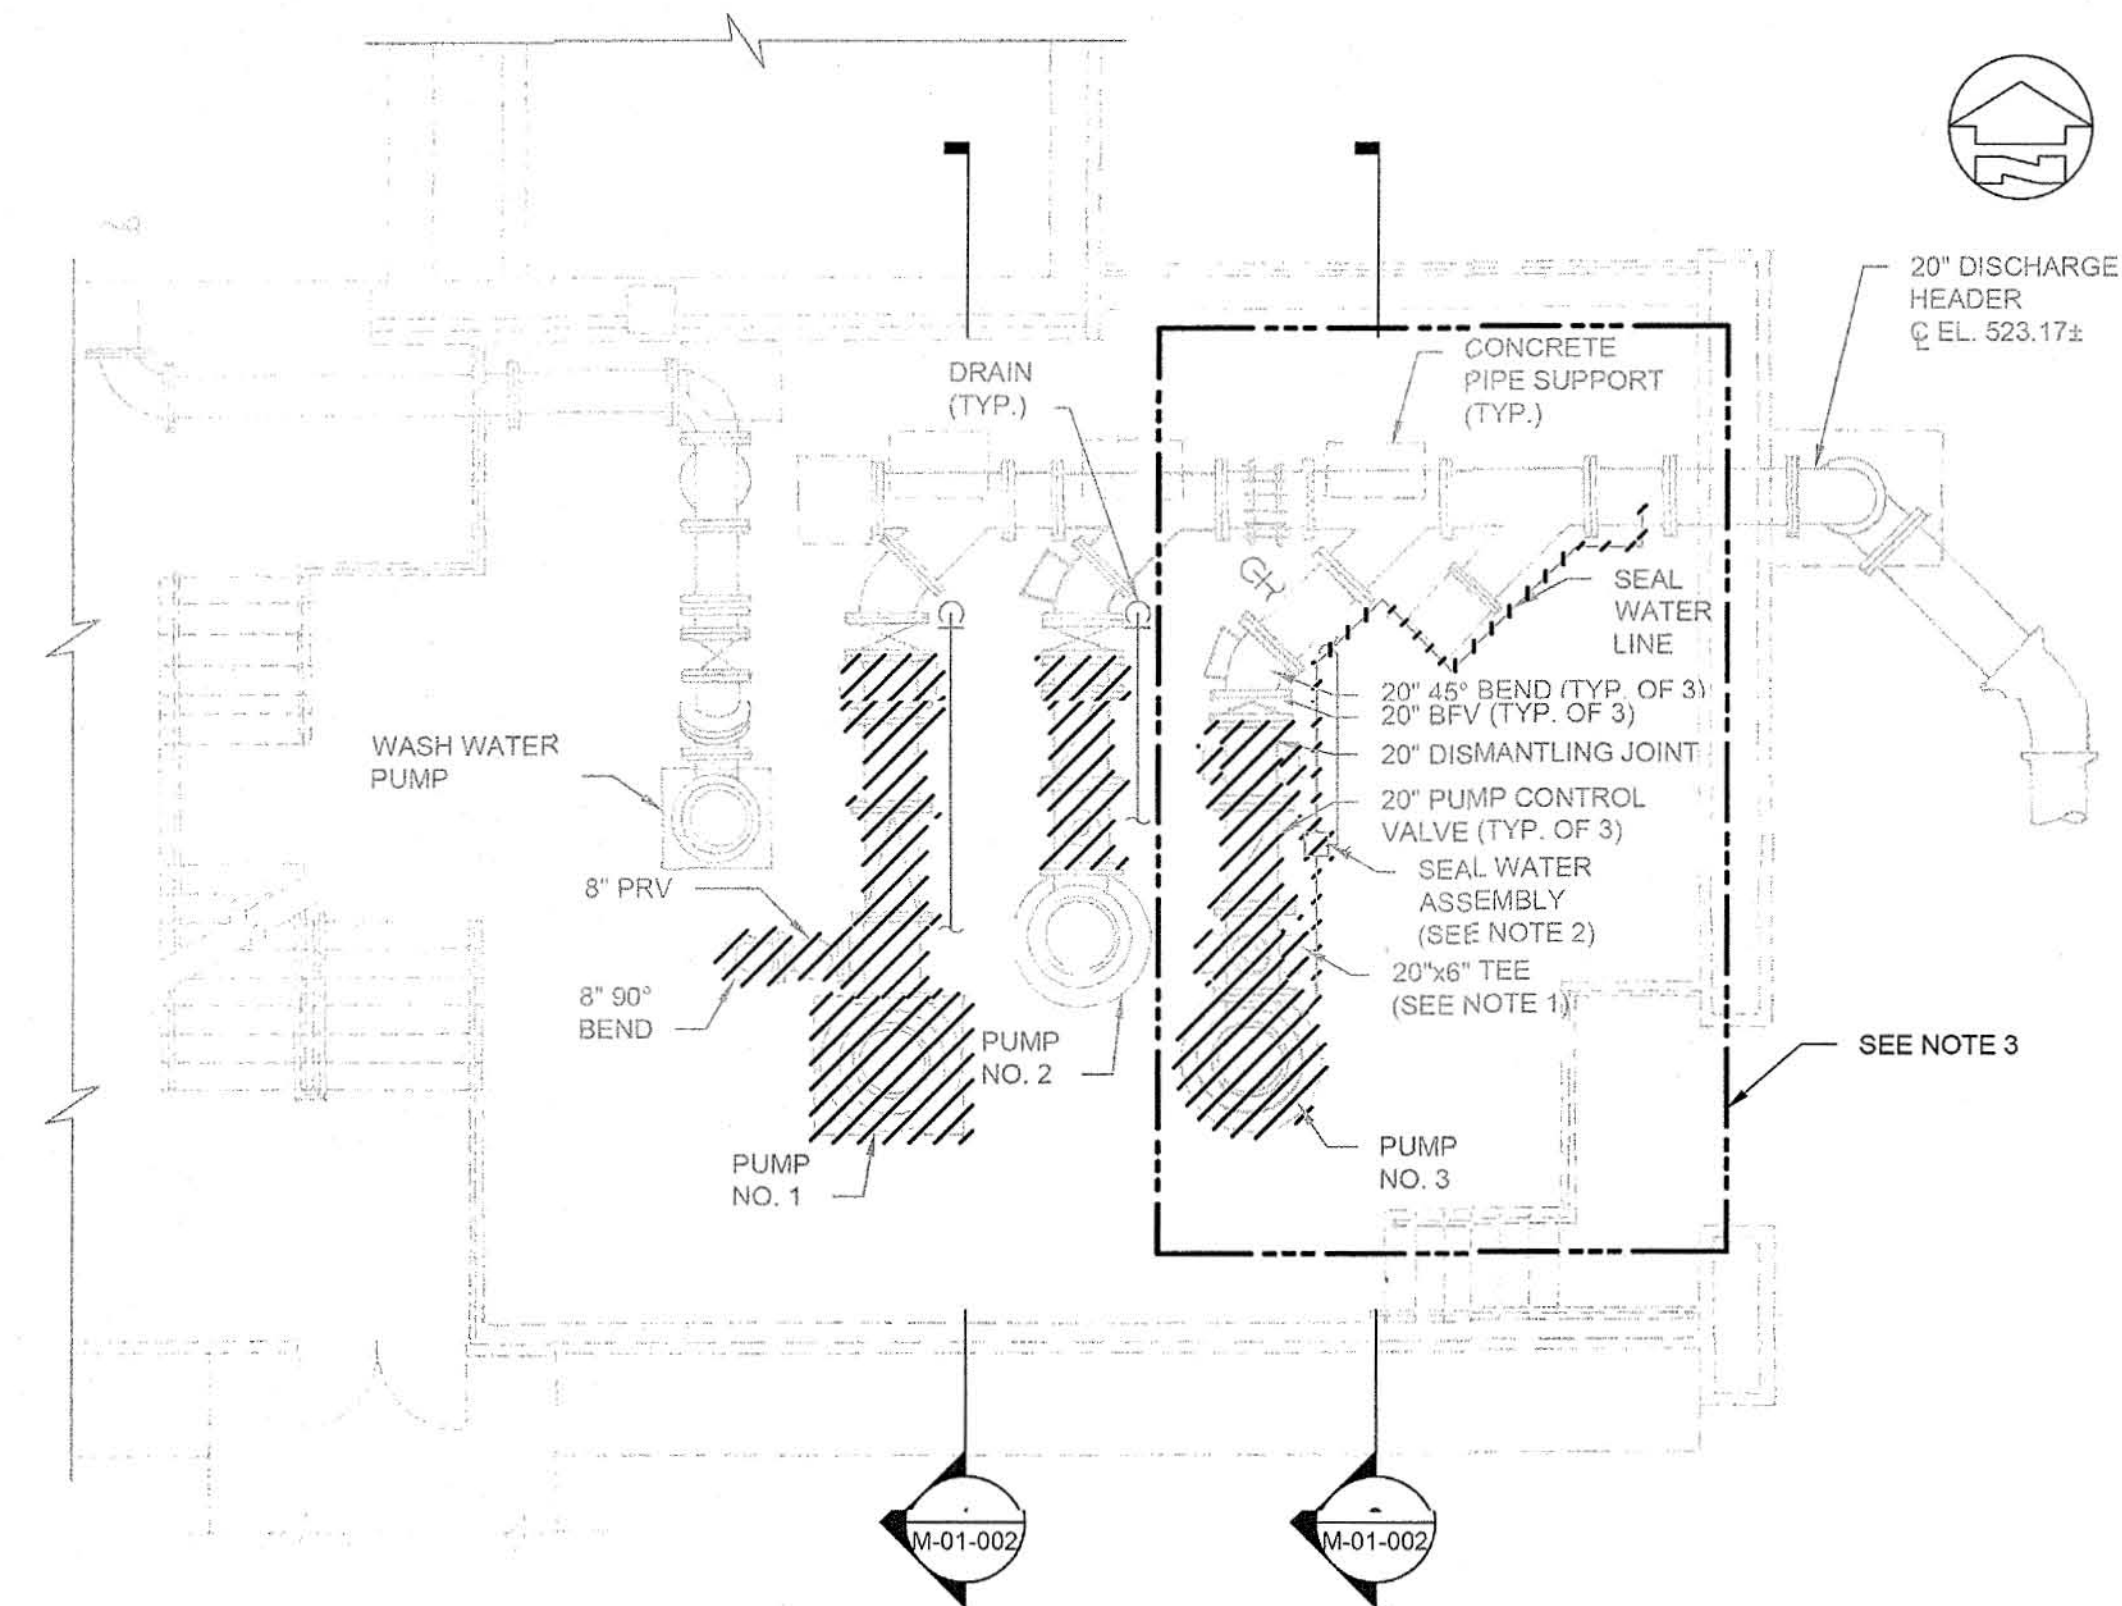 20" DISCHARGE
HEADER
℄ EL. 523.17±
CONCRETE
PIPE SUPPORT
(TYP.)
DRAIN
(TYP.)
SEAL
WATER
LINE
20" 45° BEND (TYP. OF 3)
20" BFV (TYP. OF 3)
20" DISMANTLING JOINT
WASH WATER
PUMP
20" PUMP CONTROL
VALVE (TYP. OF 3)
SEAL WATER
ASSEMBLY
(SEE NOTE 2)
8" PRV
20"x6" TEE
(SEE NOTE 1)
8" 90°
BEND
PUMP
NO. 2
SEE NOTE 3
PUMP
NO. 1
PUMP
NO. 3
M-01-002
M-01-002